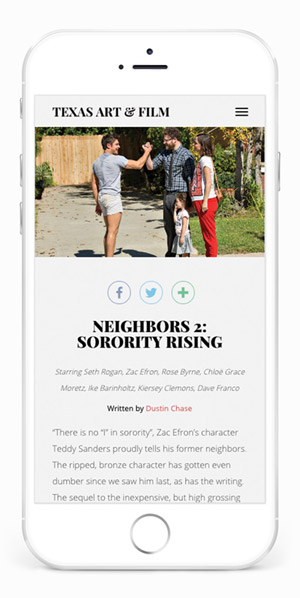 TEXAS ART & FILM
NEIGHBORS 2:
SORORITY RISING
Starring Seth Rogan, Zac Efron, Rose Byrne, Chloë Grace
Moretz, Ike Barinholtz, Kiersey Clemons, Dave Franco
Written by Dustin Chase
“There is no “I” in sorority”, Zac Efron’s character
Teddy Sanders proudly tells his former neighbors.
The ripped, bronze character has gotten even
dumber since we saw him last, as has the writing.
The sequel to the inexpensive, but high grossing